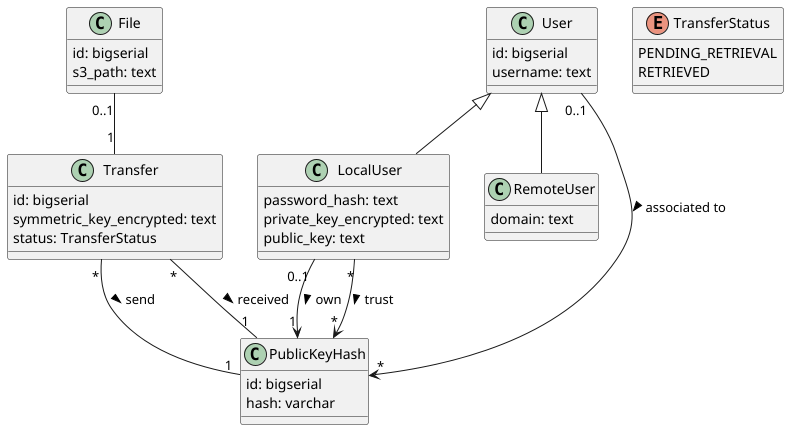 C File
id: bigserial
s3_path: text
C User
id: bigserial
username: text
E TransferStatus
PENDING_RETRIEVAL
RETRIEVED
0..1
1
0..1
C Transfer
id: bigserial
symmetric_key_encrypted: text
status: TransferStatus
C LocalUser
password_hash: text
private_key_encrypted: text
public_key: text
C RemoteUser
domain: text
associated to
*
*
0..1
*
send
received
own
trust
1
1
1
*
*
C PublicKeyHash
id: bigserial
hash: varchar